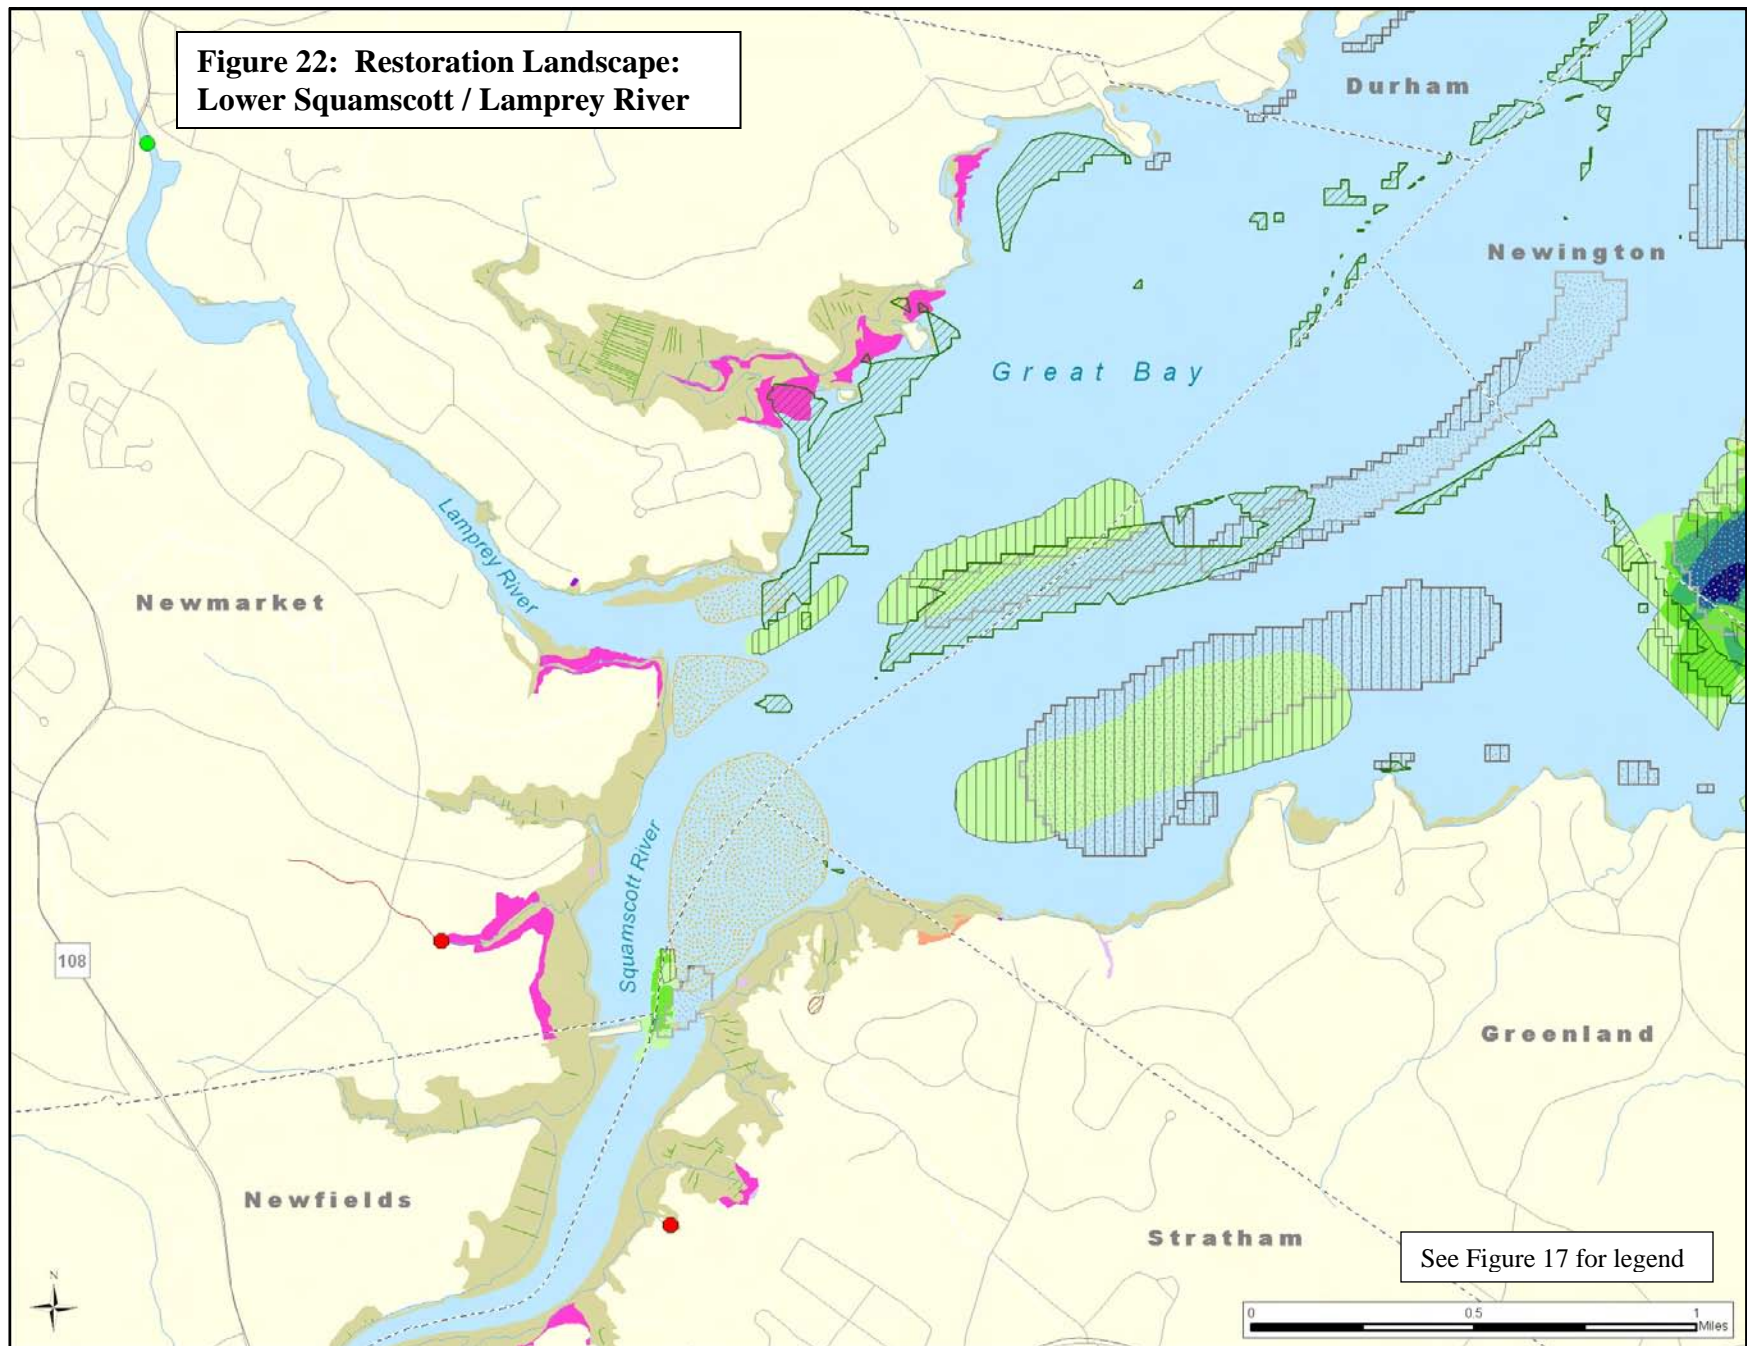 Figure 22: Restoration Landscape:
Lower Squamscott / Lamprey River
Durham
Newington
Great Bay
Lamprey River
Newmarket
Squamscott River
108
Greenland
Newfields
Stratham
See Figure 17 for legend
N
0 0.5 1
Miles